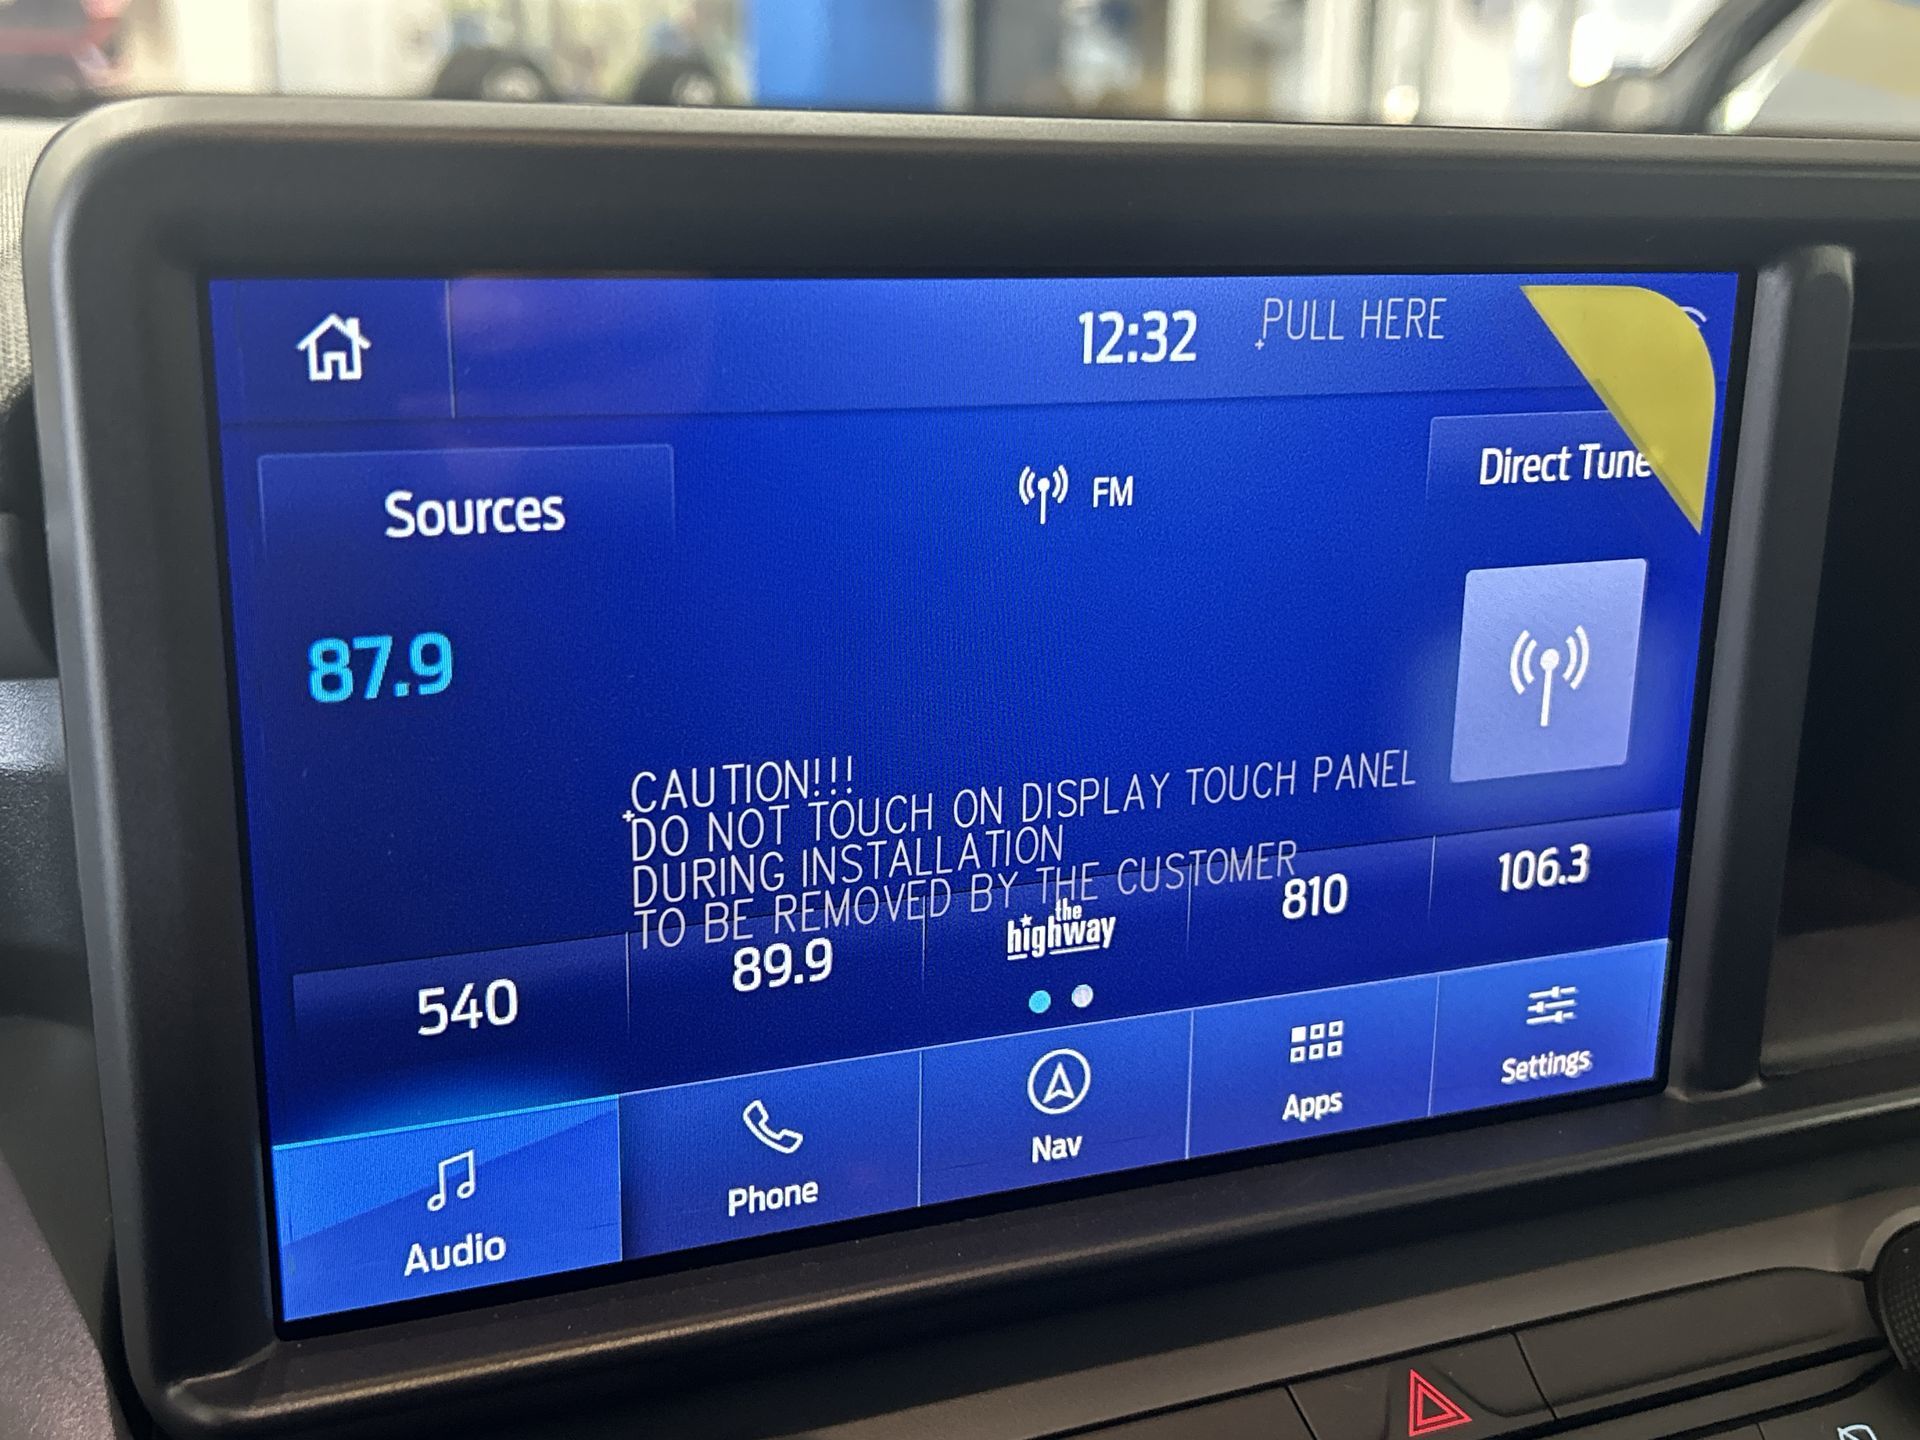 12:32
PULL HERE
Sources
FM
Direct Tune
87.9
CAUTION!!!
DO NOT TOUCH ON DISPLAY TOUCH PANEL
DURING INSTALLATION
TO BE REMOVED BY THE CUSTOMER
540
89.9
the
highway
810
106.3
Audio
Phone
Nav
Apps
Settings